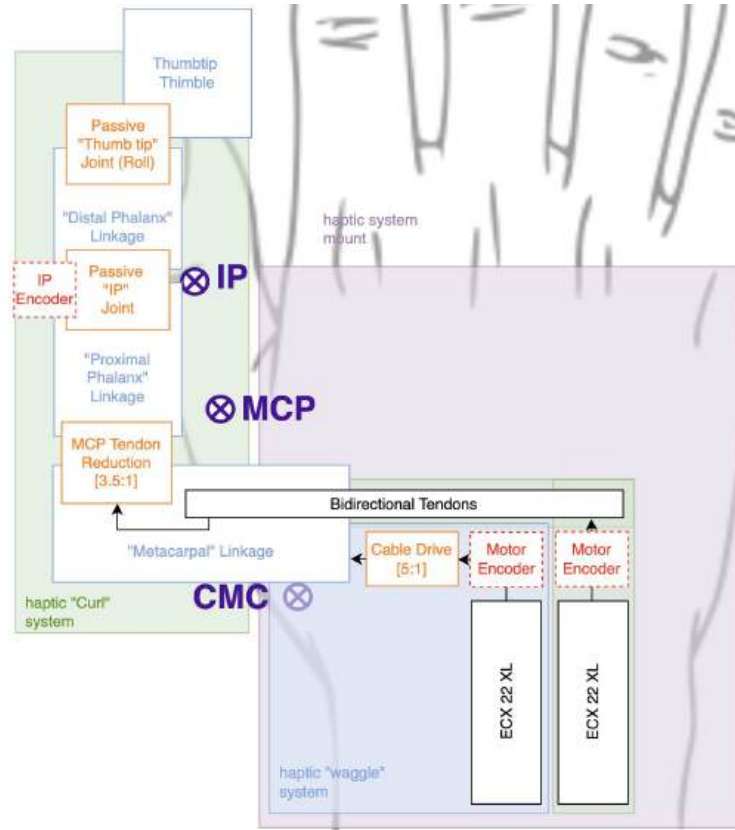 Thumbtip
Thimble
Passive
"Thumb tip"
Joint (Roll)
"Distal Phalanx"
Linkage
haptic system
mount
IP
Encoder
Passive
"IP"
Joint
IP
"Proximal
Phalanx"
Linkage
MCP
MCP Tendon
Reduction
[3.5:1]
Bidirectional Tendons
"Metacarpal" Linkage
Cable Drive
[5:1]
Motor
Encoder
Motor
Encoder
CMC
haptic "Curl"
system
ECX 22 XL
ECX 22 XL
haptic "waggle"
system